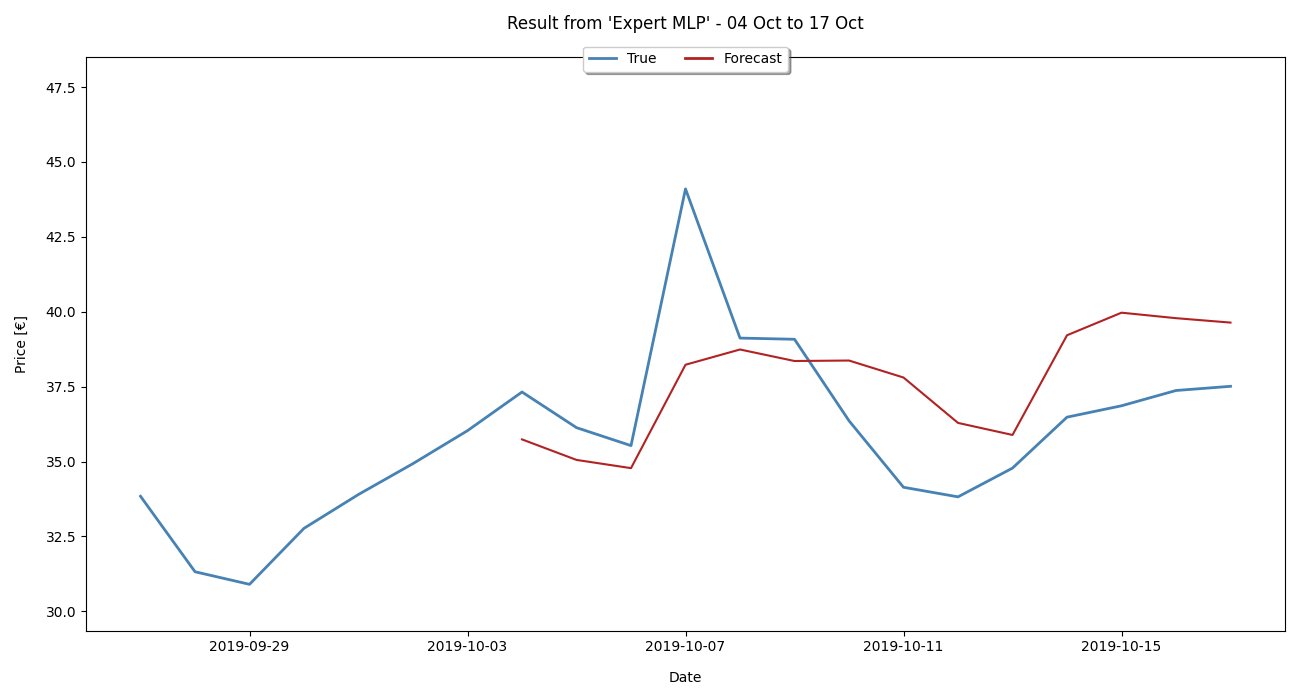 Result from 'Expert MLP' - 04 Oct to 17 Oct
True Forecast
47.5
45.0
42.5
40.0
37.5
35.0
32.5
30.0
Price [€]
2019-09-29 2019-10-03 2019-10-07 2019-10-11 2019-10-15
Date